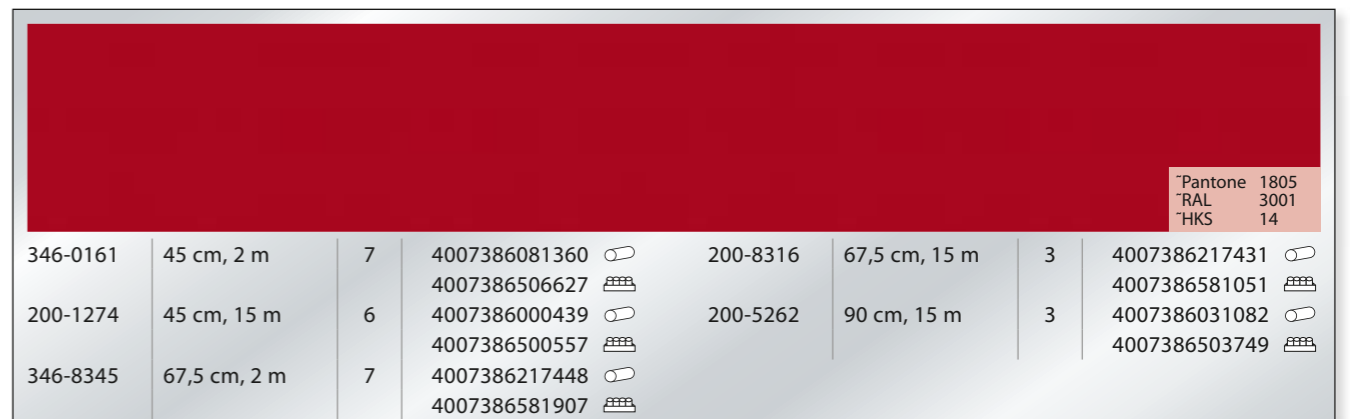 ˜Pantone 1805
˜RAL 3001
˜HKS 14
346-0161 45 cm, 2 m 7 4007386081360
4007386506627
200-1274 45 cm, 15 m 6 4007386000439
4007386500557
346-8345 67,5 cm, 2 m 7 4007386217448
4007386581907
200-8316 67,5 cm, 15 m 3 4007386217431
4007386581051
200-5262 90 cm, 15 m 3 4007386031082
4007386503749